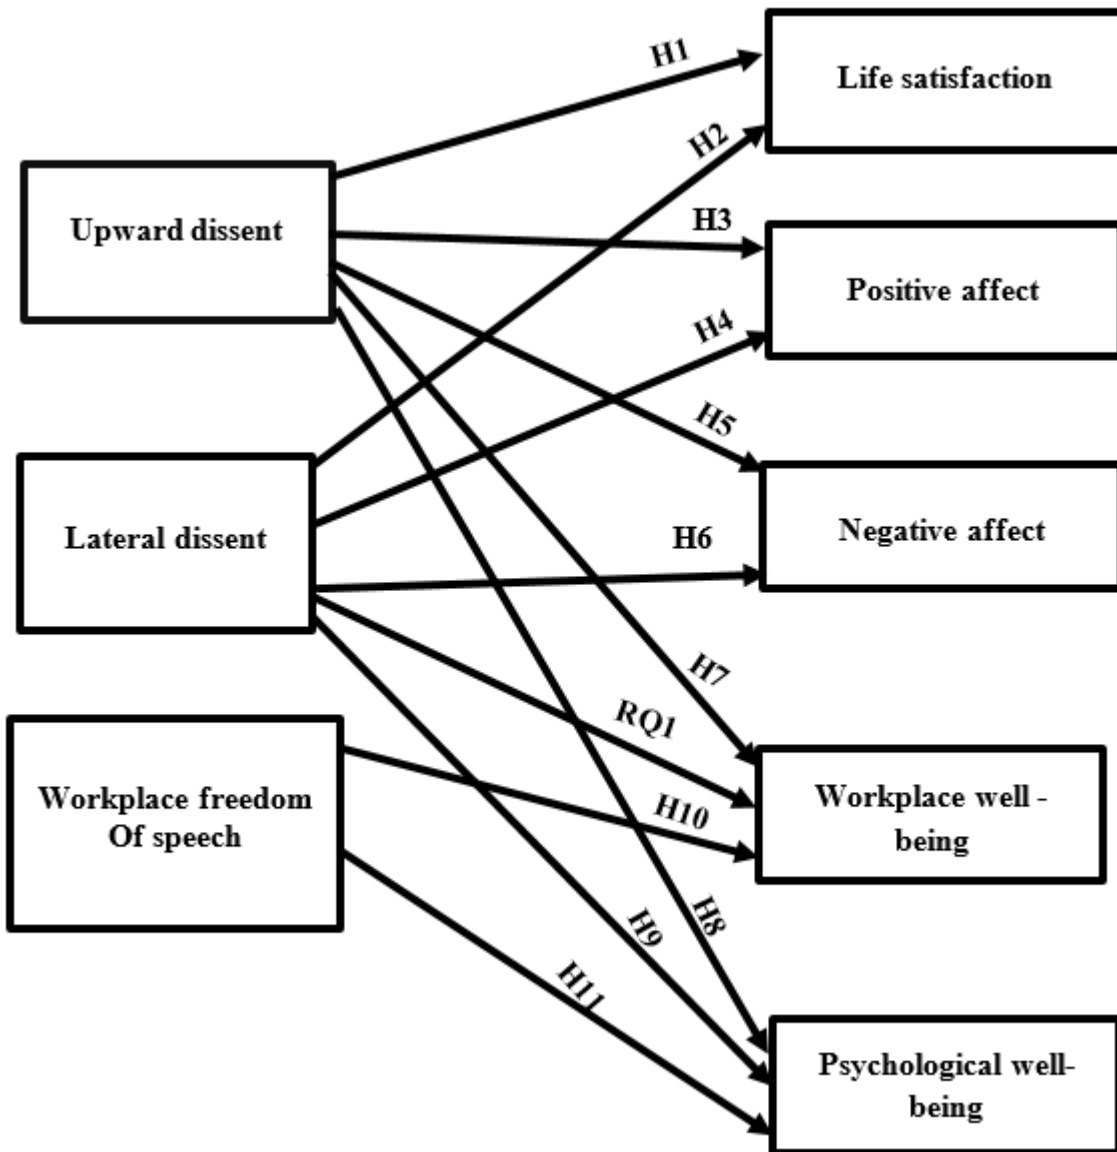 H1
Life satisfaction
H2
Upward dissent
H3
Positive affect
H4
H5
Lateral dissent
H6
Negative affect
H7
RQ1
Workplace freedom
Of speech
H10
Workplace well -
being
H8
H9
H11
Psychological well-
being